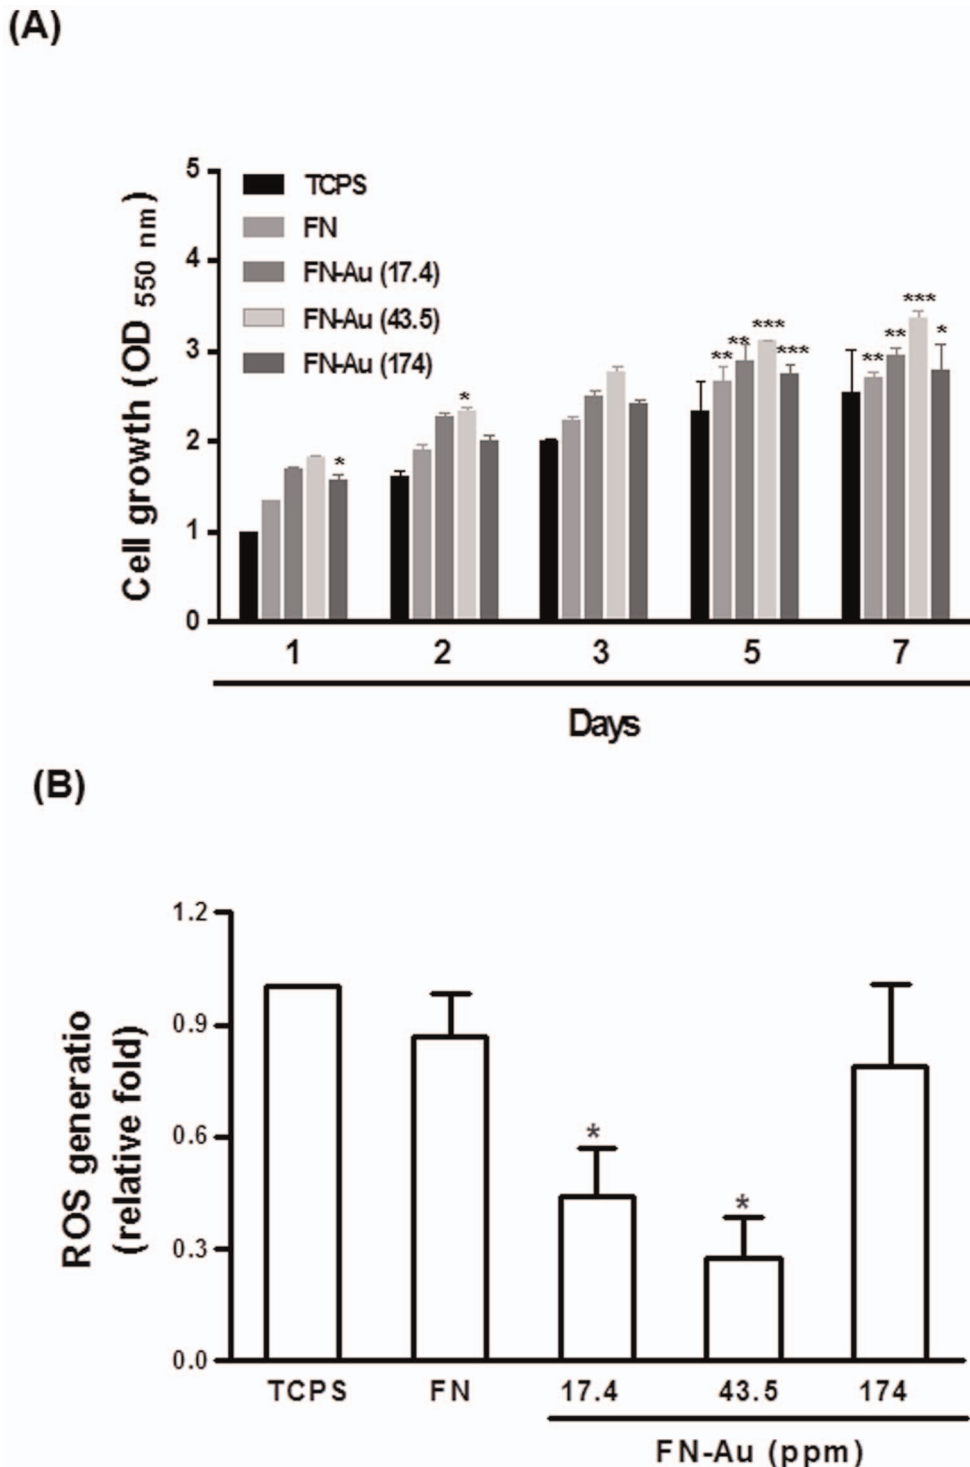 (A)
5
4
3
2
1
0
Cell growth (OD 550 nm)
TCPS
FN
FN-Au (17.4)
FN-Au (43.5)
FN-Au (174)
*
*
**
**
***
***
**
**
***
*
1 2 3 5 7
Days
(B)
1.2
0.9
0.6
0.3
0.0
ROS generatio
(relative fold)
*
*
TCPS FN 17.4 43.5 174
FN-Au (ppm)